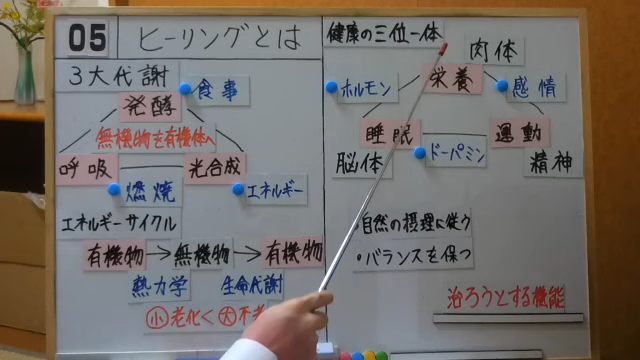 05 ヒーリングとは
3大代謝
発酵
食事
無機物を有機体へ
呼吸
光合成
燃焼
エネルギー
エネルギーサイクル
有機物→無機物→有機物
熱力学
生命代謝
小 老化く 大 不老
健康の三位一体
肉体
栄養
ホルモン
感情
睡眠
運動
脳体
ドーパミン
精神
・自然の摂理に従う
・バランスを保つ
治ろうとする機能